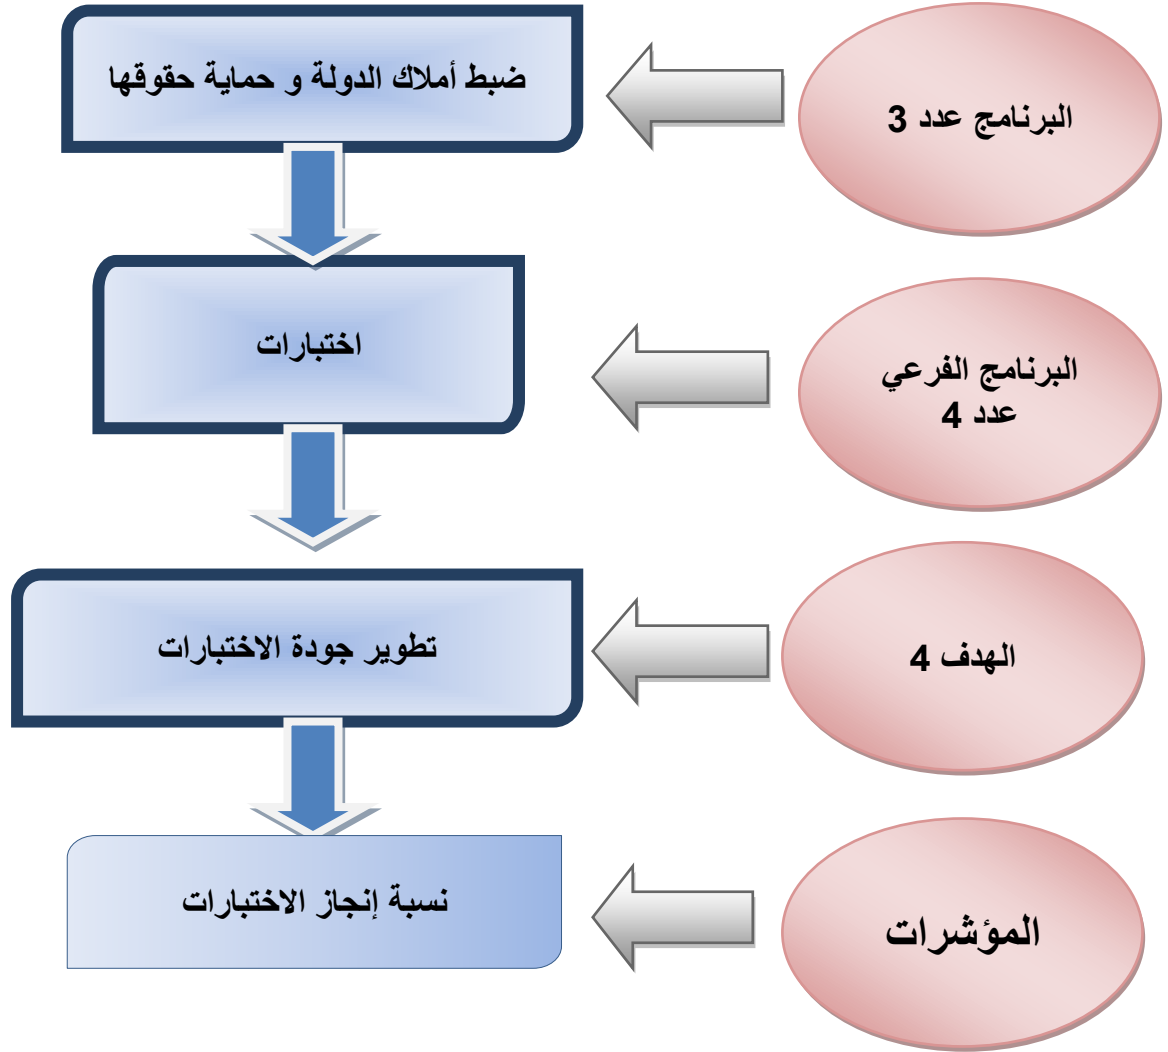 البرنامج عدد 3
ضبط أملاك الدولة و حماية حقوقها
البرنامج الفرعي
عدد 4
اختبارات
الهدف 4
تطوير جودة الاختبارات
المؤشرات
نسبة إنجاز الاختبارات